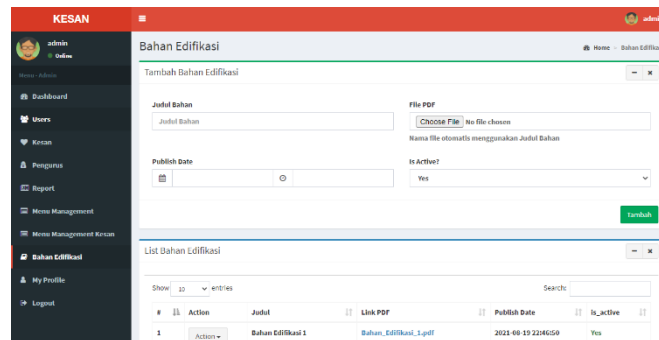 KESAN
admin
admin
Online
Menu - Admin
Dashboard
Users
Kesan
Pengurus
Report
Menu Management
Menu Management Kesan
Bahan Edifikasi
My Profile
Logout
Bahan Edifikasi
Home
Bahan Edifika
Tambah Bahan Edifikasi
Judul Bahan
File PDF
Judul Bahan
Choose File No file chosen
Nama file otomatis menggunakan Judul Bahan
Publish Date
Is Active?
Yes
Tambah
List Bahan Edifikasi
Show 10 entries
Search:
# Action Judul Link PDF Publish Date is_active
1 Action Bahan Edifikasi 1 Bahan_Edifikasi_1.pdf 2021-08-19 22:46:50 Yes